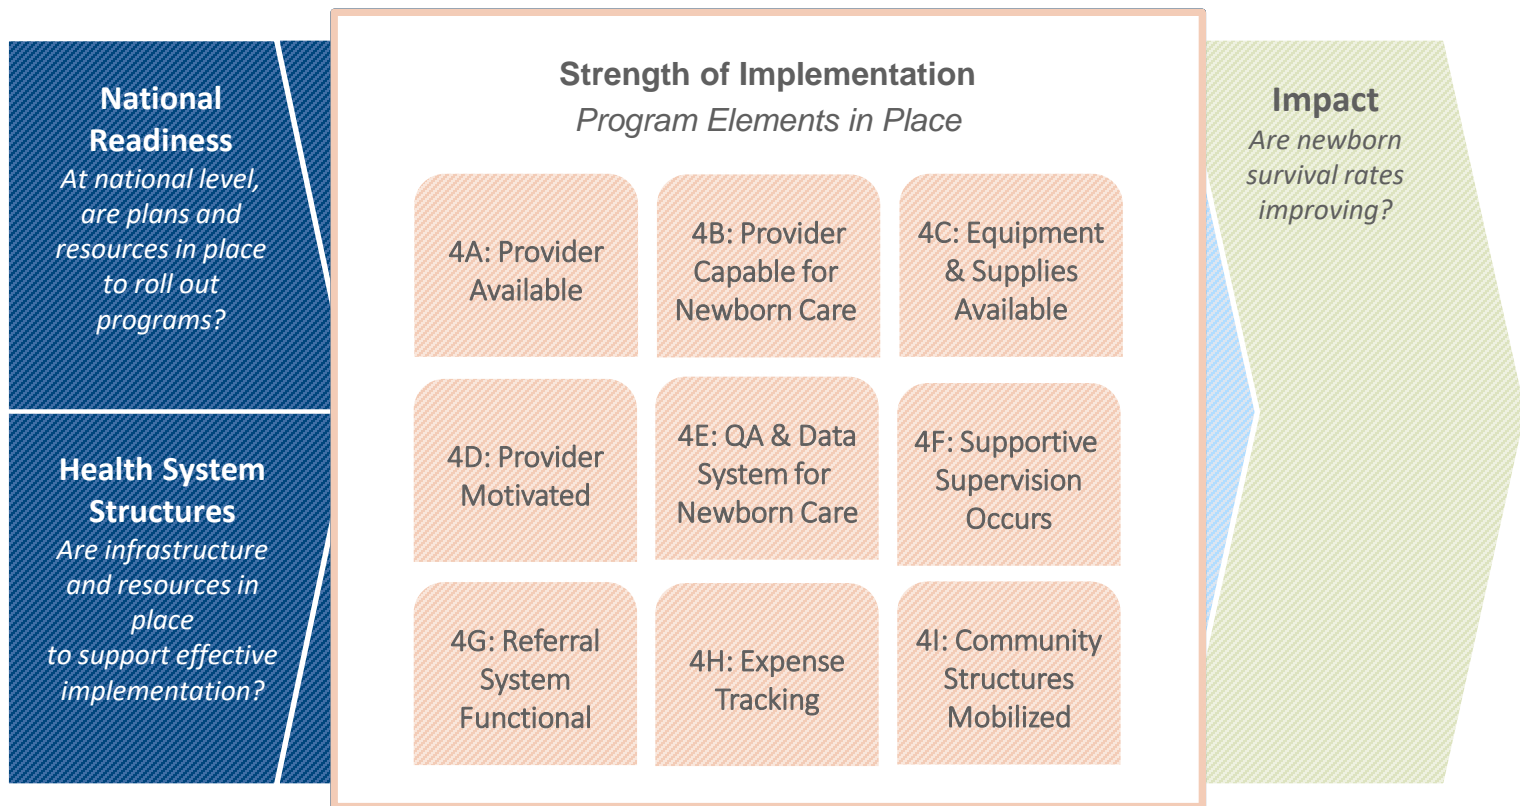 National
Readiness
At national level,
are plans and
resources in place
to roll out
programs?
Health System
Structures
Are infrastructure
and resources in
place
to support effective
implementation?
Strength of Implementation
Program Elements in Place
4A: Provider
Available
4B: Provider
Capable for
Newborn Care
4C: Equipment
& Supplies
Available
4D: Provider
Motivated
4E: QA & Data
System for
Newborn Care
4F: Supportive
Supervision
Occurs
4G: Referral
System
Functional
4H: Expense
Tracking
4I: Community
Structures
Mobilized
Impact
Are newborn
survival rates
improving?